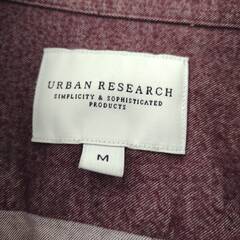 URBAN RESEARCH
SIMPLICITY & SOPHISTICATED
PRODUCTS
M